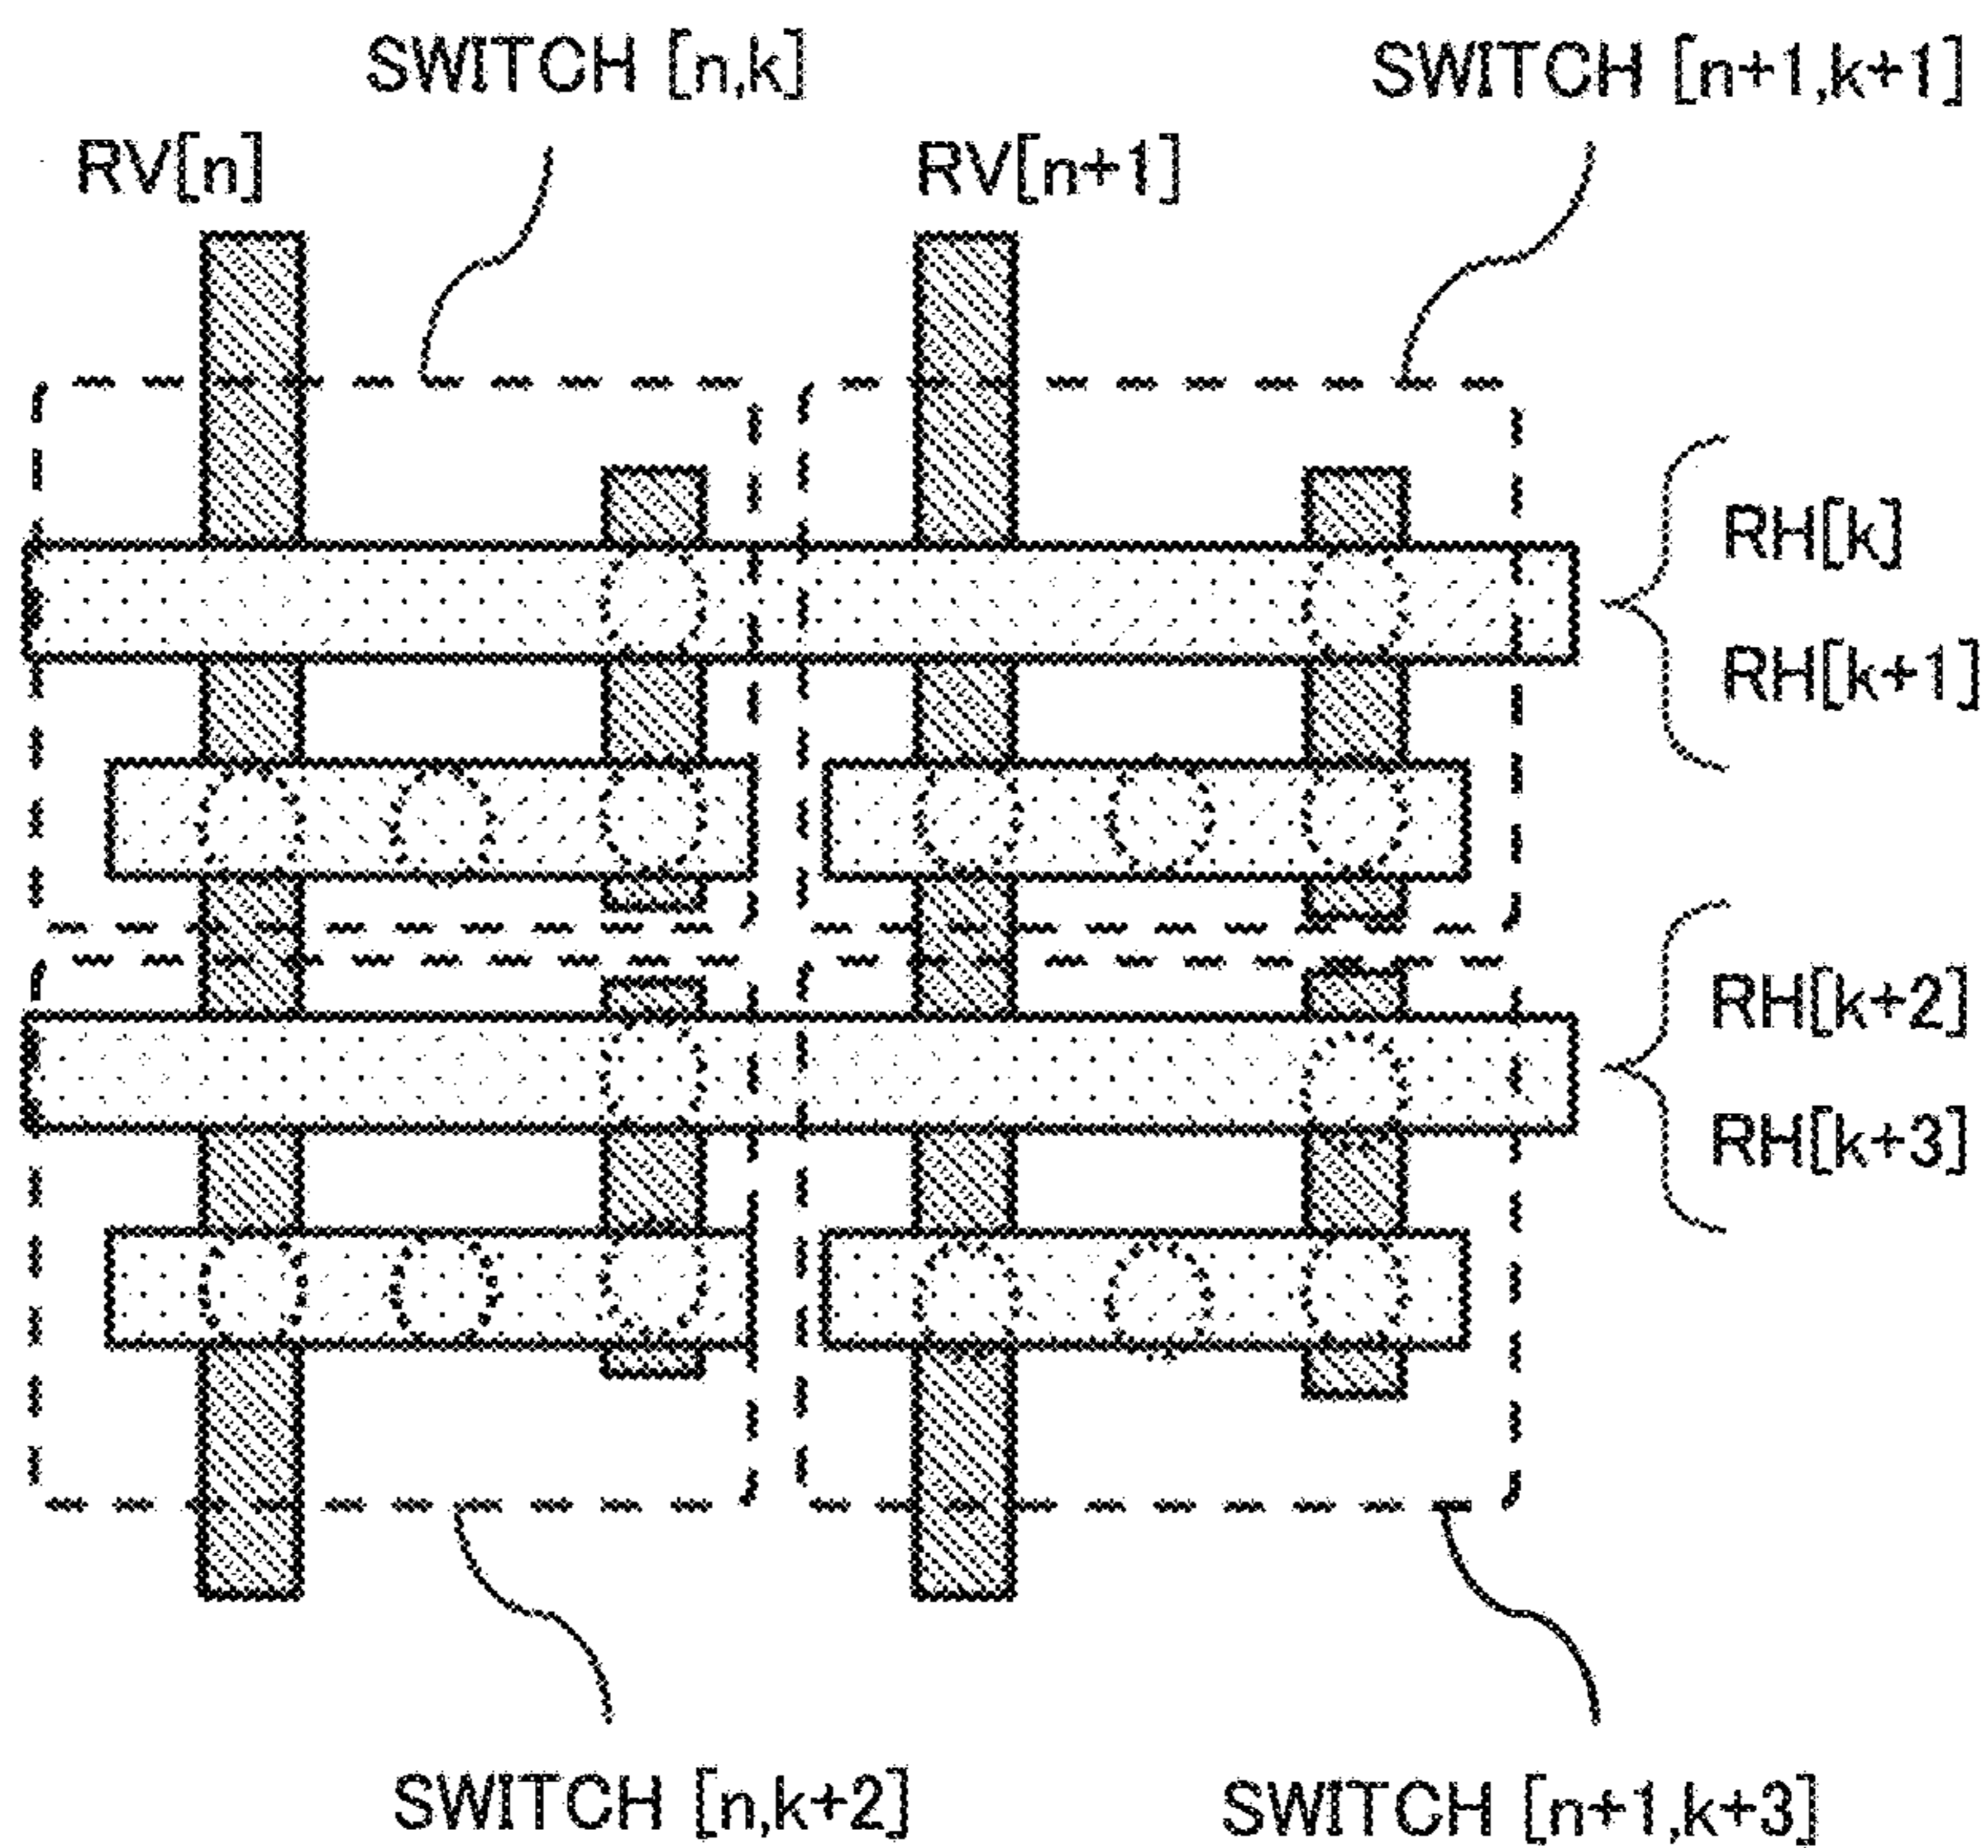 SWITCH [n,k]
SWITCH [n+1,k+1]
RV[n]
RV[n+1]
RH[k]
RH[k+1]
RH[k+2]
RH[k+3]
SWITCH [n,k+2]
SWITCH [n+1,k+3]